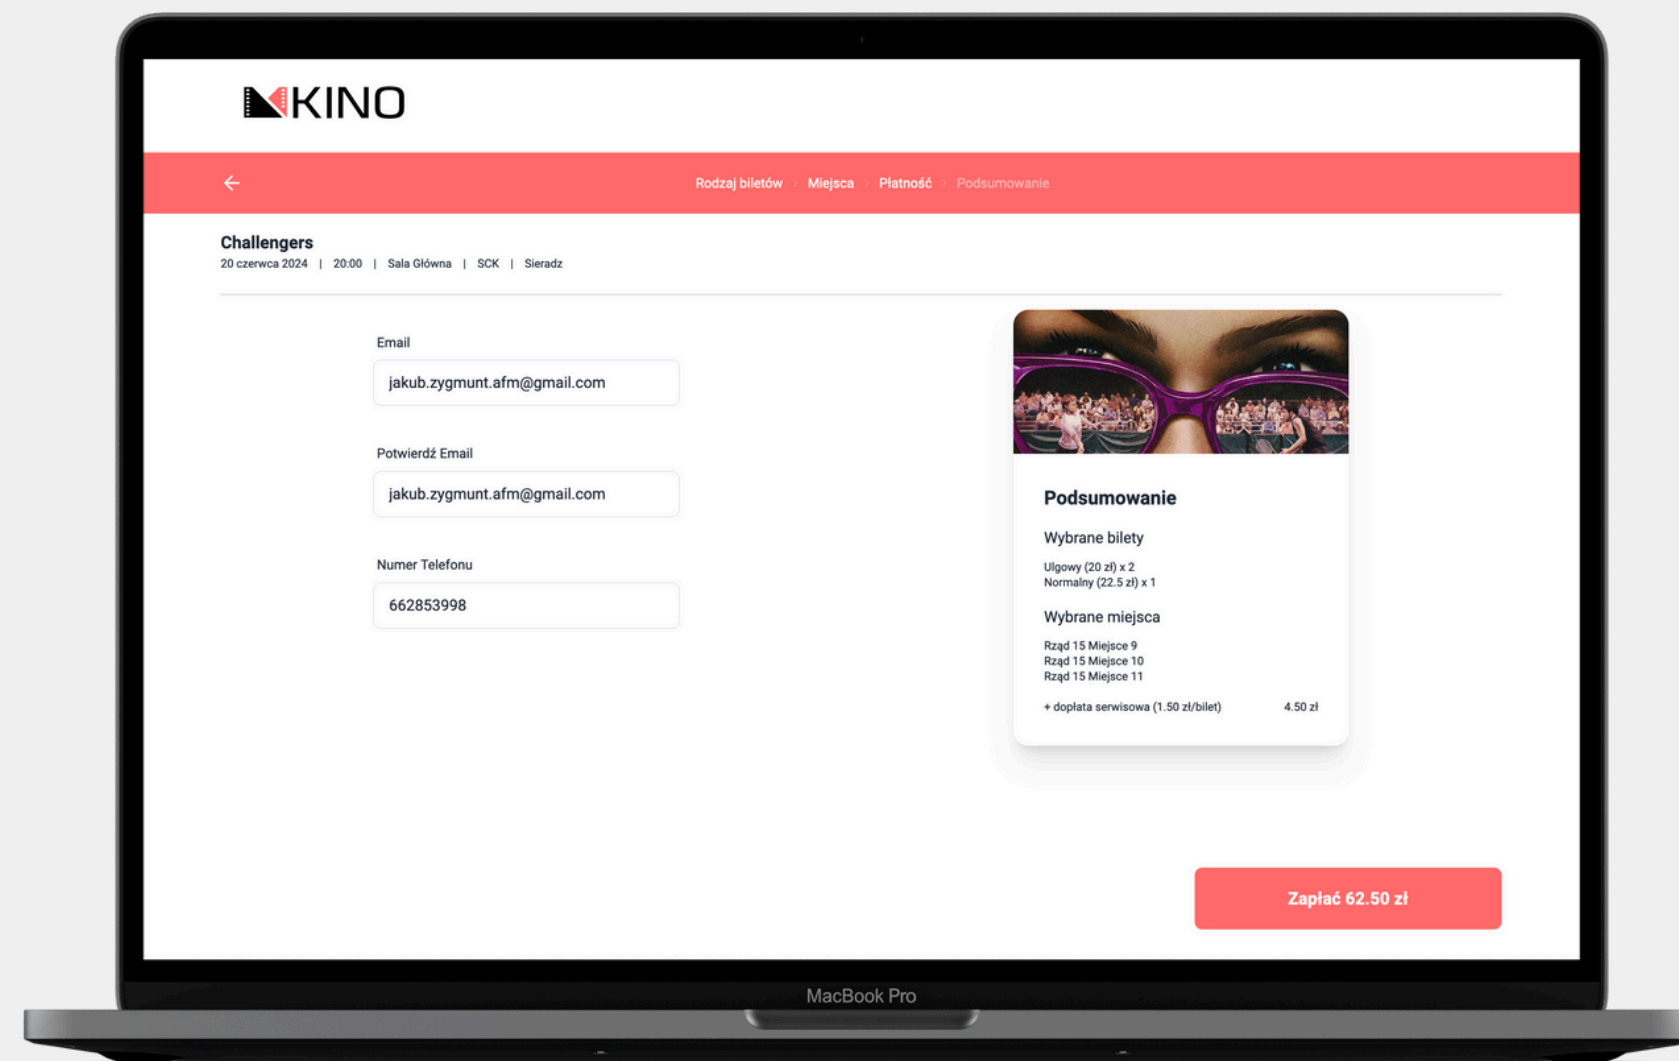 KINO
Rodzaj biletów > Miejsca > Płatność > Podsumowanie
Challengers
20 czerwca 2024 | 20:00 | Sala Główna | SCK | Sieradz
Email
jakub.zygmunt.afm@gmail.com
Potwierdź Email
jakub.zygmunt.afm@gmail.com
Numer Telefonu
662853998
Podsumowanie
Wybrane bilety
Ulgowy (20 zł) x 2
Normalny (22.5 zł) x 1
Wybrane miejsca
Rząd 15 Miejsce 9
Rząd 15 Miejsce 10
Rząd 15 Miejsce 11
+ dopłata serwisowa (1.50 zł/bilet) 4.50 zł
Zapłać 62.50 zł
MacBook Pro